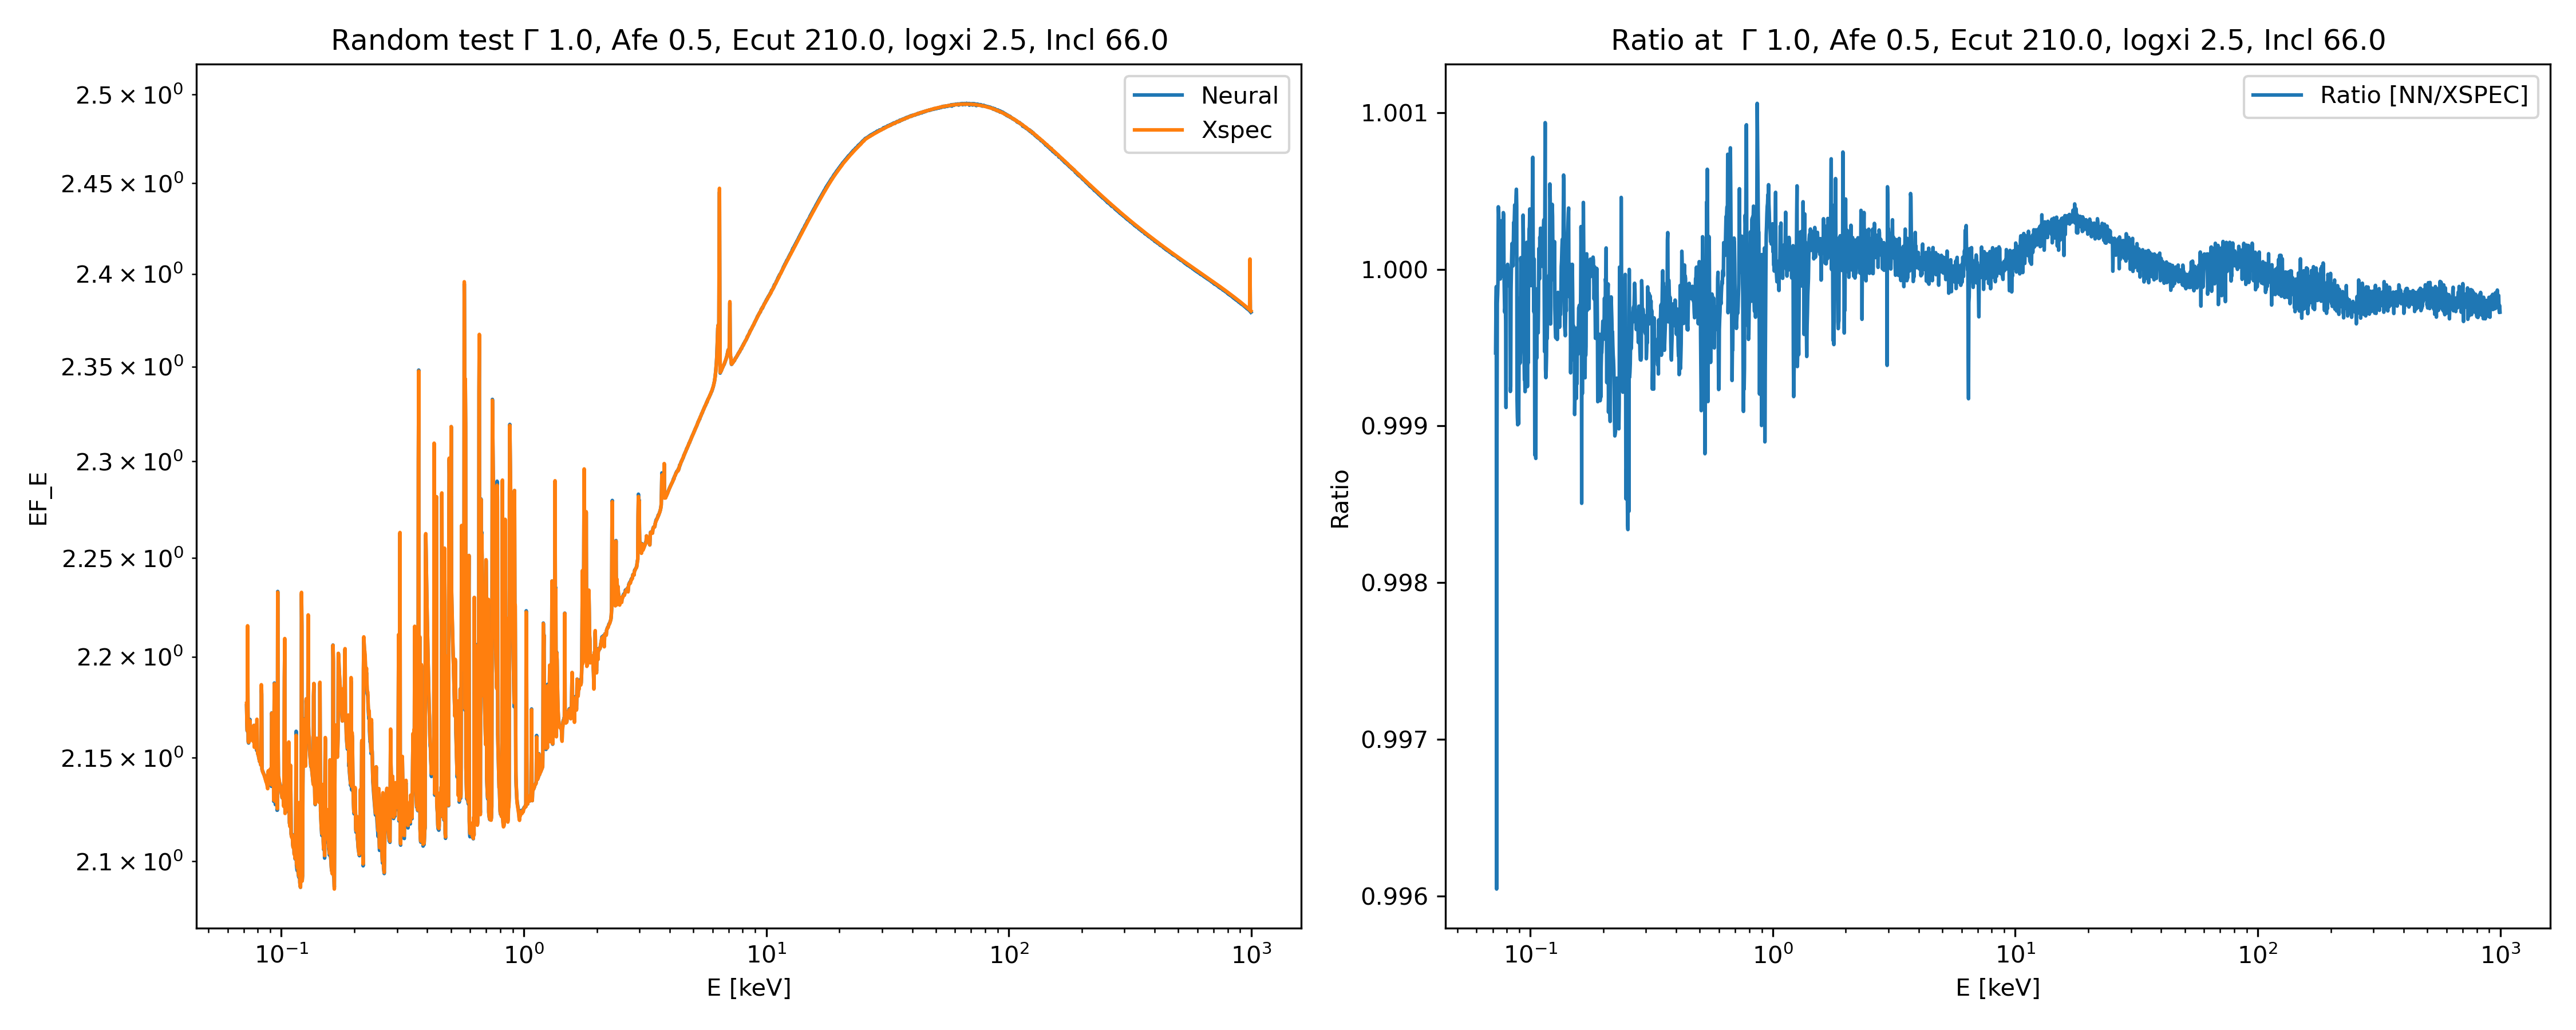 Random test Γ 1.0, Afe 0.5, Ecut 210.0, logxi 2.5, Incl 66.0
Neural
Xspec
2.5 × 10⁰
2.45 × 10⁰
2.4 × 10⁰
2.35 × 10⁰
2.3 × 10⁰
2.25 × 10⁰
2.2 × 10⁰
2.15 × 10⁰
2.1 × 10⁰
EF_E
10⁻¹ 10⁰ 10¹ 10² 10³
E [keV]
Ratio at  Γ 1.0, Afe 0.5, Ecut 210.0, logxi 2.5, Incl 66.0
Ratio [NN/XSPEC]
1.001
1.000
0.999
0.998
0.997
0.996
Ratio
10⁻¹ 10⁰ 10¹ 10² 10³
E [keV]